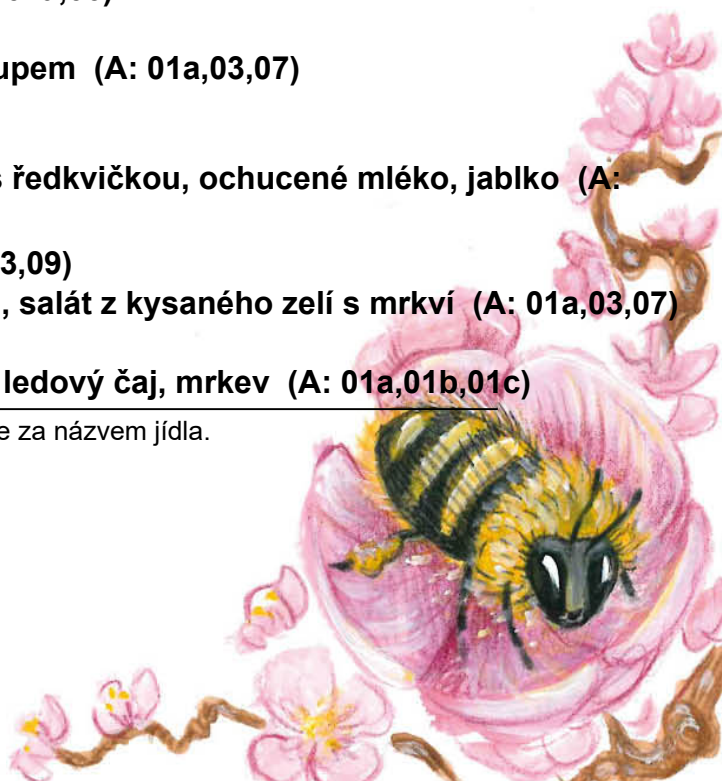 upem (A: 01a,03,07)
s ředkvičkou, ochucené mléko, jablko (A:
3,09)
, salát z kysaného zelí s mrkví (A: 01a,03,07)
ledový čaj, mrkev (A: 01a,01b,01c)
e za názvem jídla.